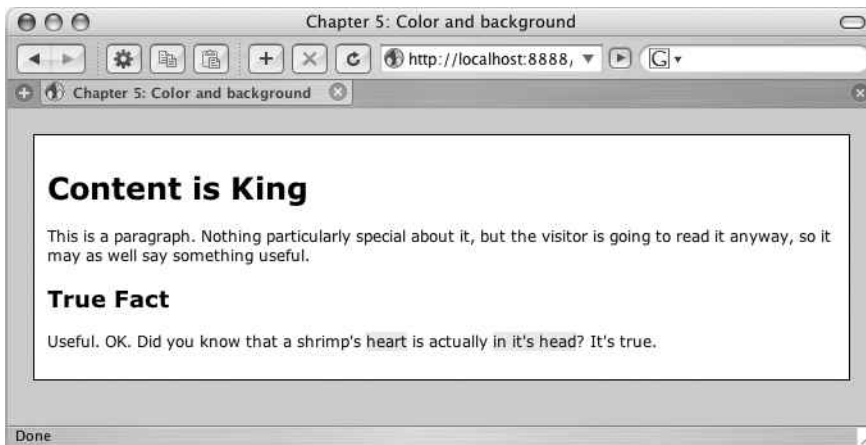 Chapter 5: Color and background
http://localhost:8888,
G
Chapter 5: Color and background
Content is King
This is a paragraph. Nothing particularly special about it, but the visitor is going to read it anyway, so it
may as well say something useful.
True Fact
Useful. OK. Did you know that a shrimp's heart is actually in it's head? It's true.
Done